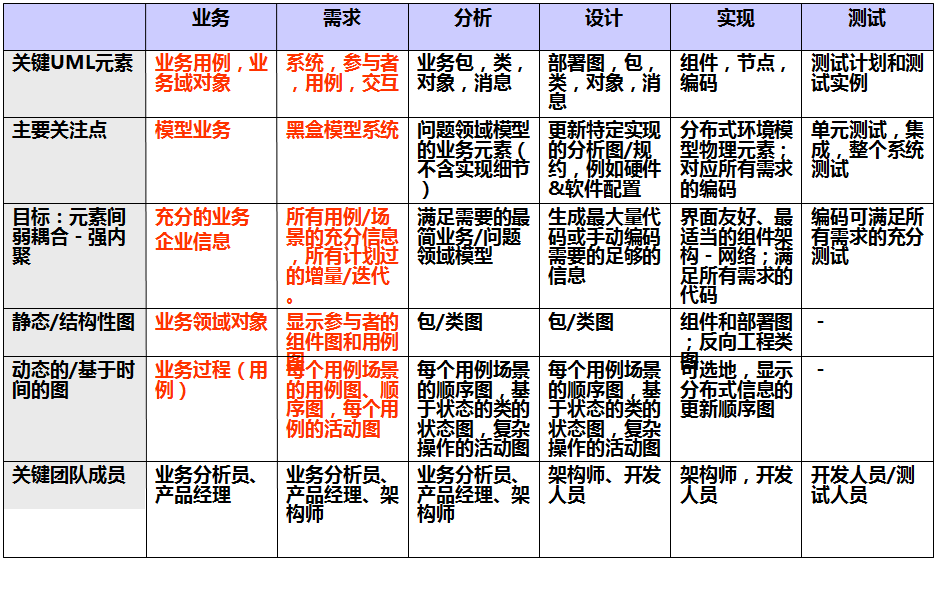 业务
需求
分析
设计
实现
测试
关键UML元素
业务用例，业
务域对象
系统，参与者
，用例，交互
业务包，类，
对象，消息
部署图，包，
类，对象，消
息
组件，节点，
编码
测试计划和测
试实例
主要关注点
模型业务
黑盒模型系统
问题领域模型
的业务元素（
不含实现细节
）
更新特定实现
的分析图/规
约，例如硬件
&软件配置
分布式环境模
型物理元素；
对应所有需求
的编码
单元测试，集
成，整个系统
测试
目标：元素间
弱耦合－强内
聚
充分的业务
企业信息
所有用例/场
景的充分信息
，所有计划过
的增量/迭代
。
满足需要的最
简业务/问题
领域模型
生成最大量代
码或手动编码
需要的足够的
信息
界面友好、最
适当的组件架
构－网络；满
足所有需求的
代码
编码可满足所
有需求的充分
测试
静态/结构性图
业务领域对象
显示参与者的
组件图和用例
图
包/类图
包/类图
组件和部署图
；反向工程类
图
-
动态的/基于时
间的图
业务过程（用
例）
每个用例场景
的用例图、顺
序图，每个用
例的活动图
每个用例场景
的顺序图，基
于状态的类的
状态图，复杂
操作的活动图
每个用例场景
的顺序图，基
于状态的类的
状态图，复杂
操作的活动图
可选地，显示
分布式信息的
更新顺序图
-
关键团队成员
业务分析员、
产品经理
业务分析员、
产品经理、架
构师
业务分析员、
产品经理、架
构师
架构师、开发
人员
架构师，开发
人员
开发人员/测
试人员